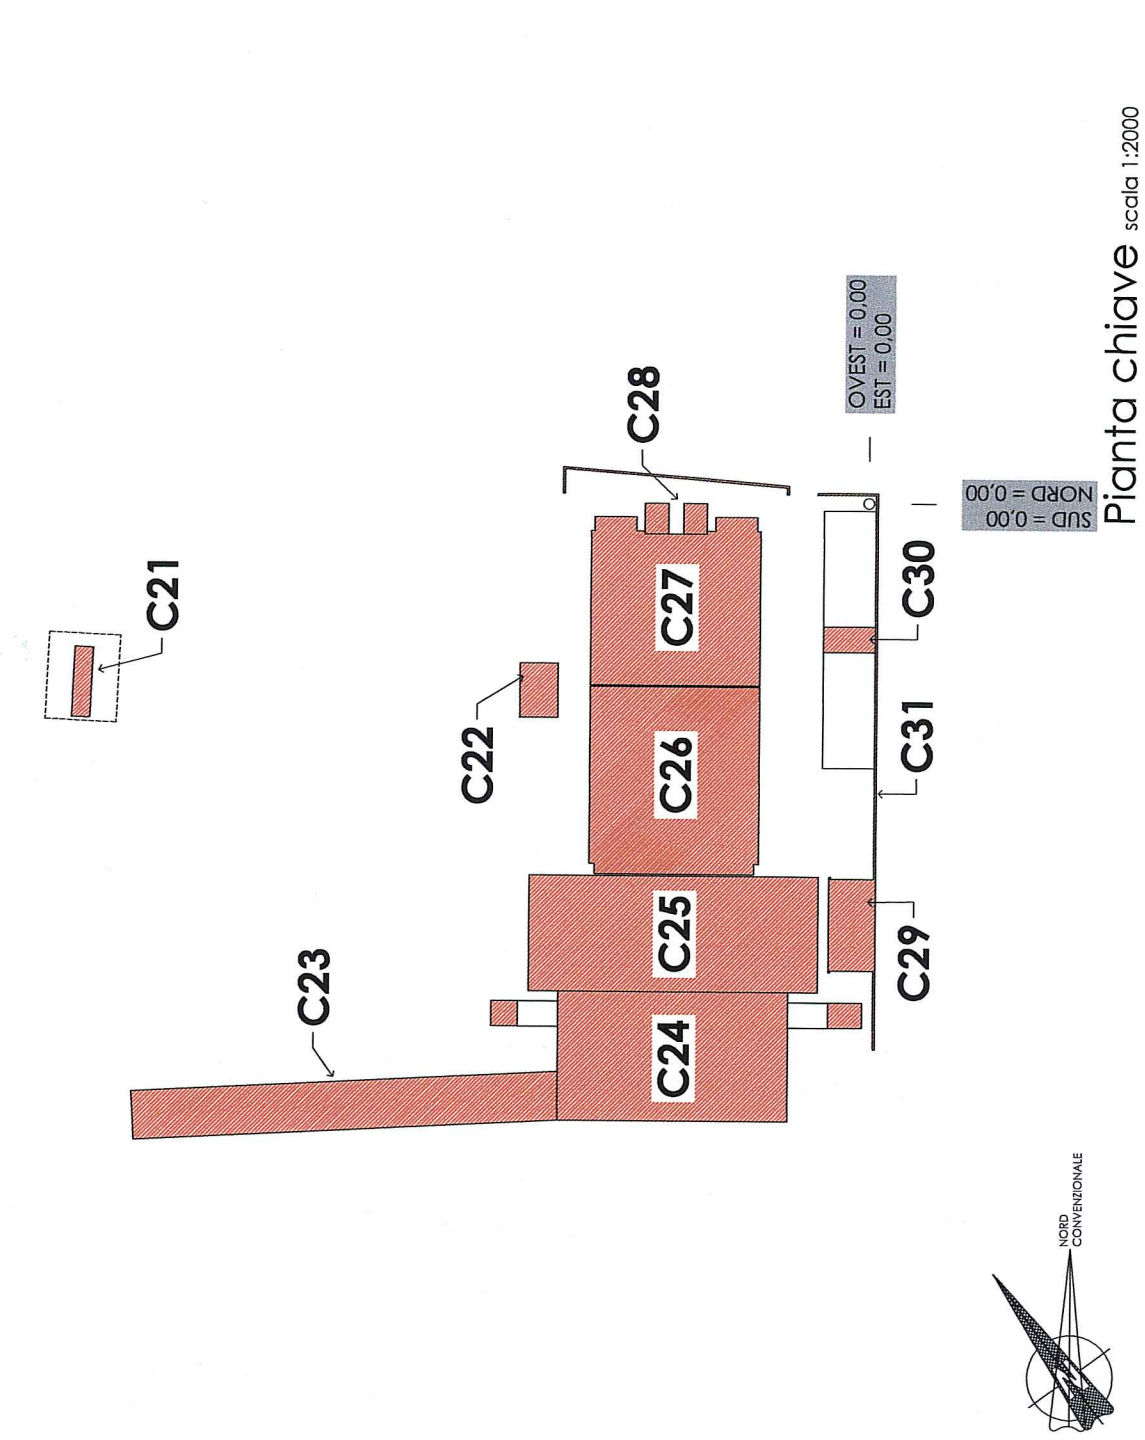 C21
C22
C23
C24
C25
C26
C27
C28
C29
C30
C31
OVEST = 0,00
EST = 0,00
SUD = 0,00
NORD = 0,00
NORD
CONVENZIONALE
Pianta chiave scala 1:2000